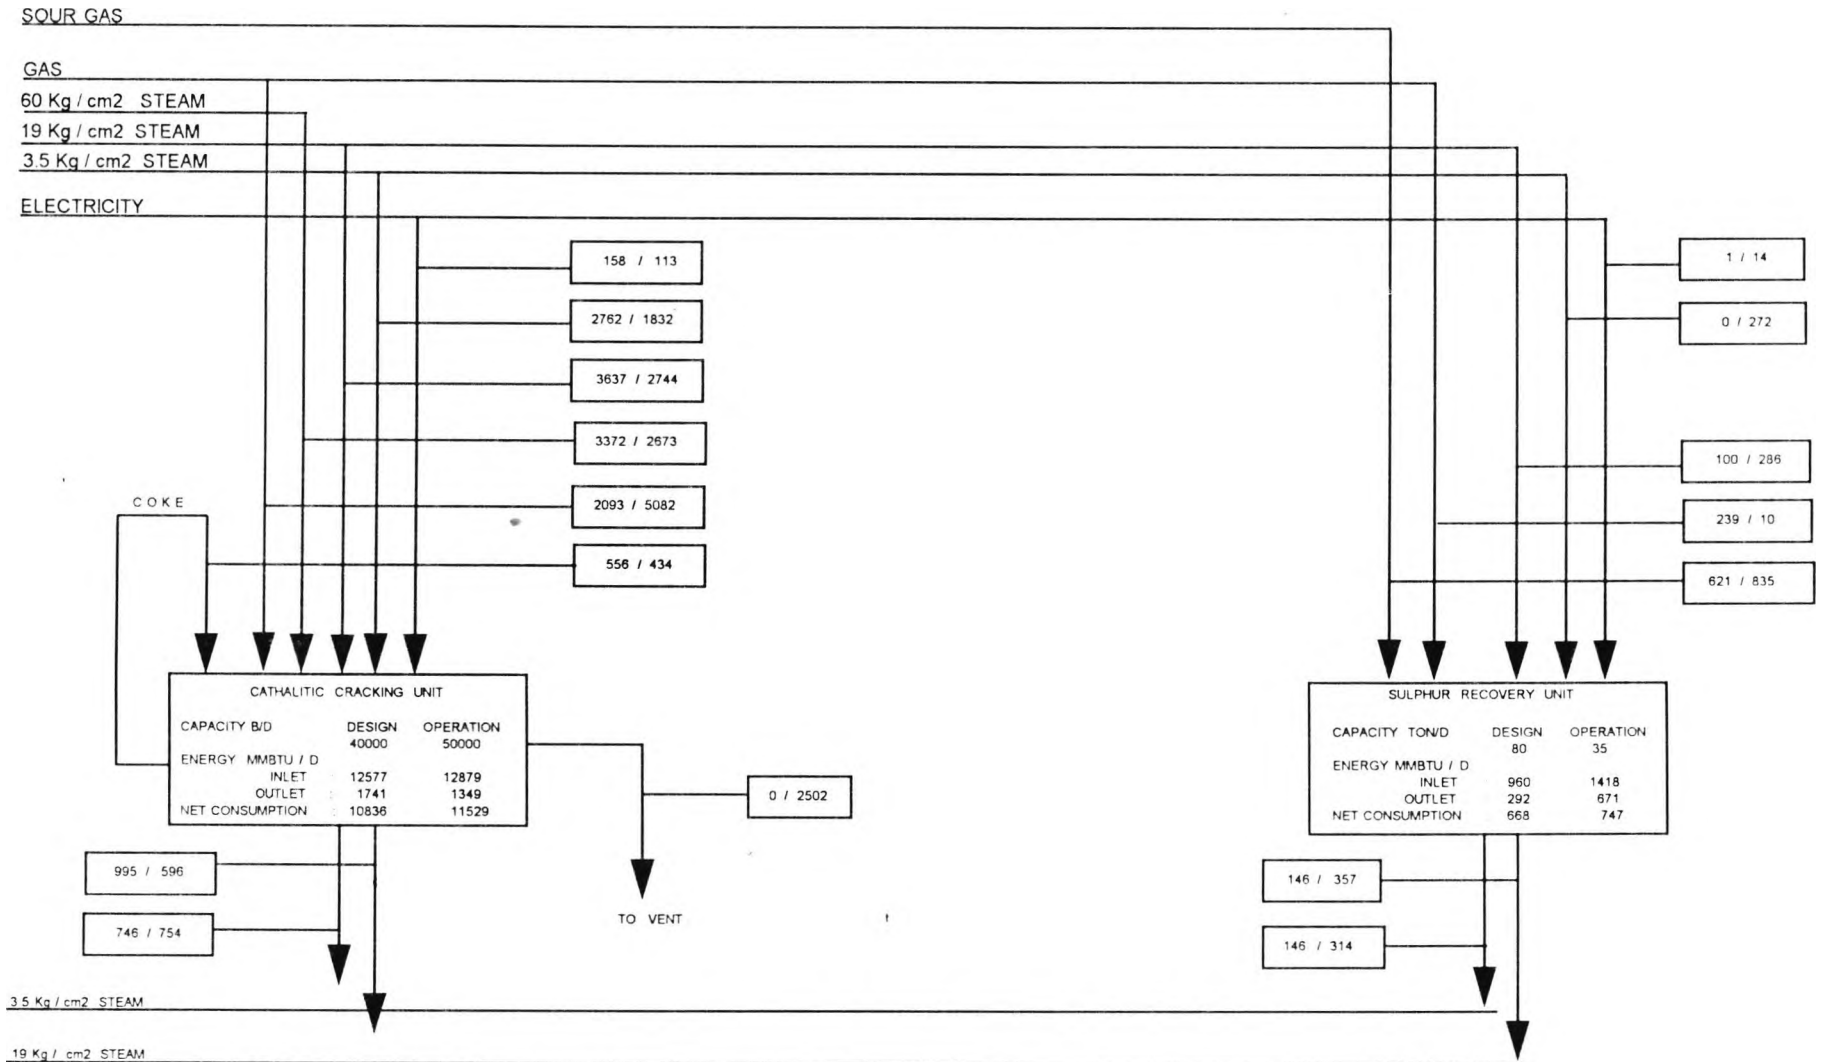 SOUR GAS
GAS
60 Kg / cm2 STEAM
19 Kg / cm2 STEAM
3.5 Kg / cm2 STEAM
ELECTRICITY
158 / 113
1 / 14
2762 / 1832
0 / 272
3637 / 2744
3372 / 2673
100 / 286
COKE
2093 / 5082
239 / 10
556 / 434
621 / 835
CATHALITIC CRACKING UNIT
CAPACITY B/D DESIGN OPERATION
40000 50000
ENERGY MMBTU / D
INLET 12577 12879
OUTLET : 1741 1349
NET CONSUMPTION : 10836 11529
0 / 2502
SULPHUR RECOVERY UNIT
CAPACITY TON/D DESIGN OPERATION
80 35
ENERGY MMBTU / D
INLET 960 1418
OUTLET 292 671
NET CONSUMPTION 668 747
995 / 596
146 / 357
746 / 754
TO VENT
146 / 314
3.5 Kg / cm2 STEAM
19 Kg / cm2 STEAM